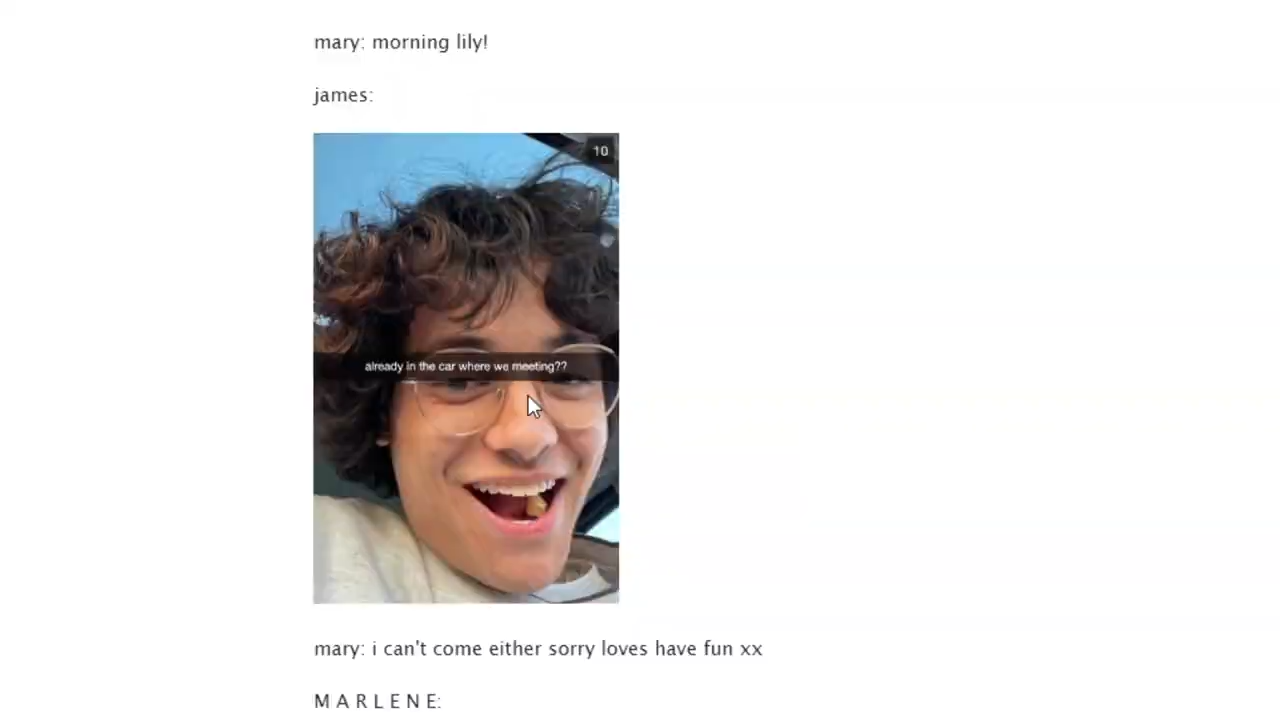 mary: morning lily!
james:
10
already in the car where we meeting??
mary: i can't come either sorry loves have fun xx
M A R L E N E: